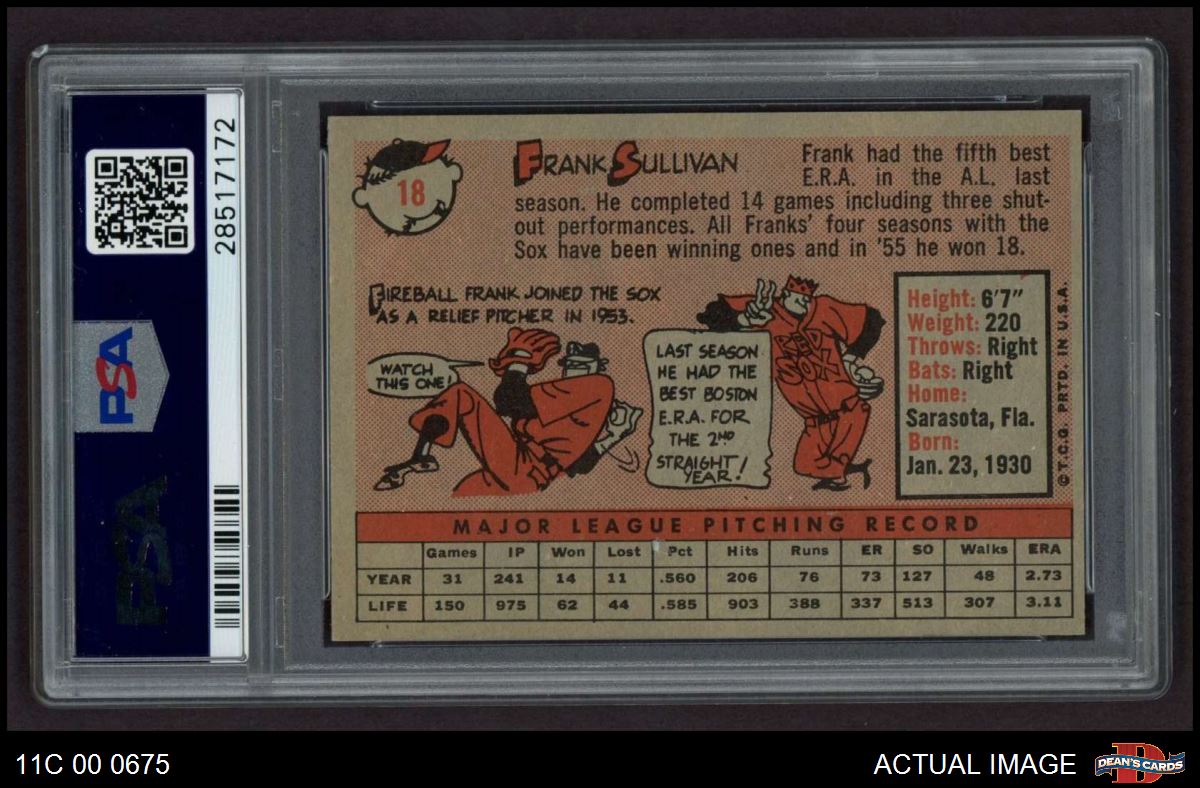 28517172
PSA
PSA
18
FRANK SULLIVAN
Frank had the fifth best
E.R.A. in the A.L. last
season. He completed 14 games including three shut-
out performances. All Franks' four seasons with the
Sox have been winning ones and in '55 he won 18.
FIREBALL FRANK JOINED THE SOX
AS A RELIEF PITCHER IN 1953.
WATCH
THIS ONE!
LAST SEASON
HE HAD THE
BEST BOSTON
E.R.A. FOR
THE 2ND
STRAIGHT!
YEAR!
RED
SOX
Height: 6'7"
Weight: 220
Throws: Right
Bats: Right
Home:
Sarasota, Fla.
Born:
Jan. 23, 1930
© T.C.G. PRTD. IN U.S.A.
MAJOR LEAGUE PITCHING RECORD
Games IP Won Lost Pct Hits Runs ER SO Walks ERA
YEAR 31 241 14 11 .560 206 76 73 127 48 2.73
LIFE 150 975 62 44 .585 903 388 337 513 307 3.11
11C 00 0675
ACTUAL IMAGE
D
DEAN'S CARDS